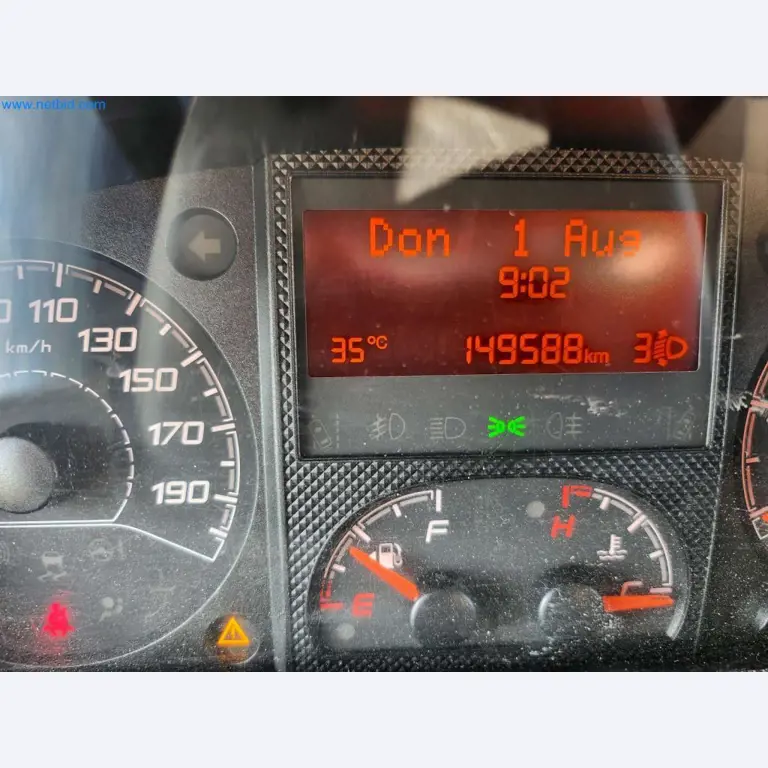 www.netbid.com
Don 1 Aug
9:02
35°C 149588km 3
110
km/h
130
150
170
190
F
H
E
C